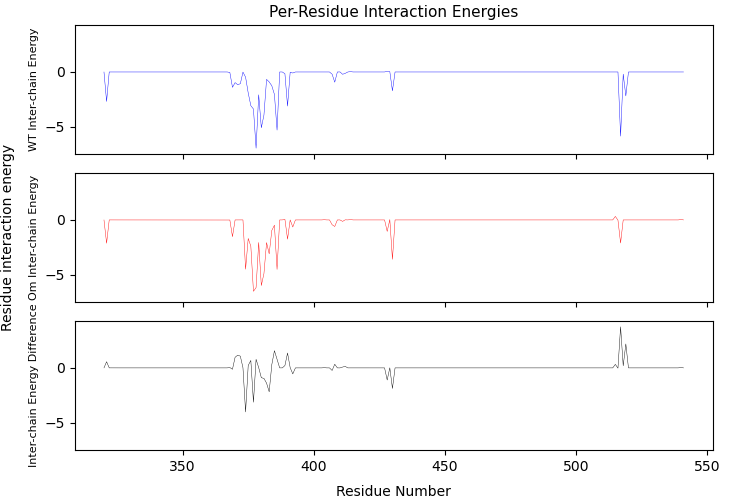 Per-Residue Interaction Energies
Residue interaction energy
WT Inter-chain Energy
0
−5
Om Inter-chain Energy
0
−5
Inter-chain Energy Difference
0
−5
350
400
450
500
550
Residue Number